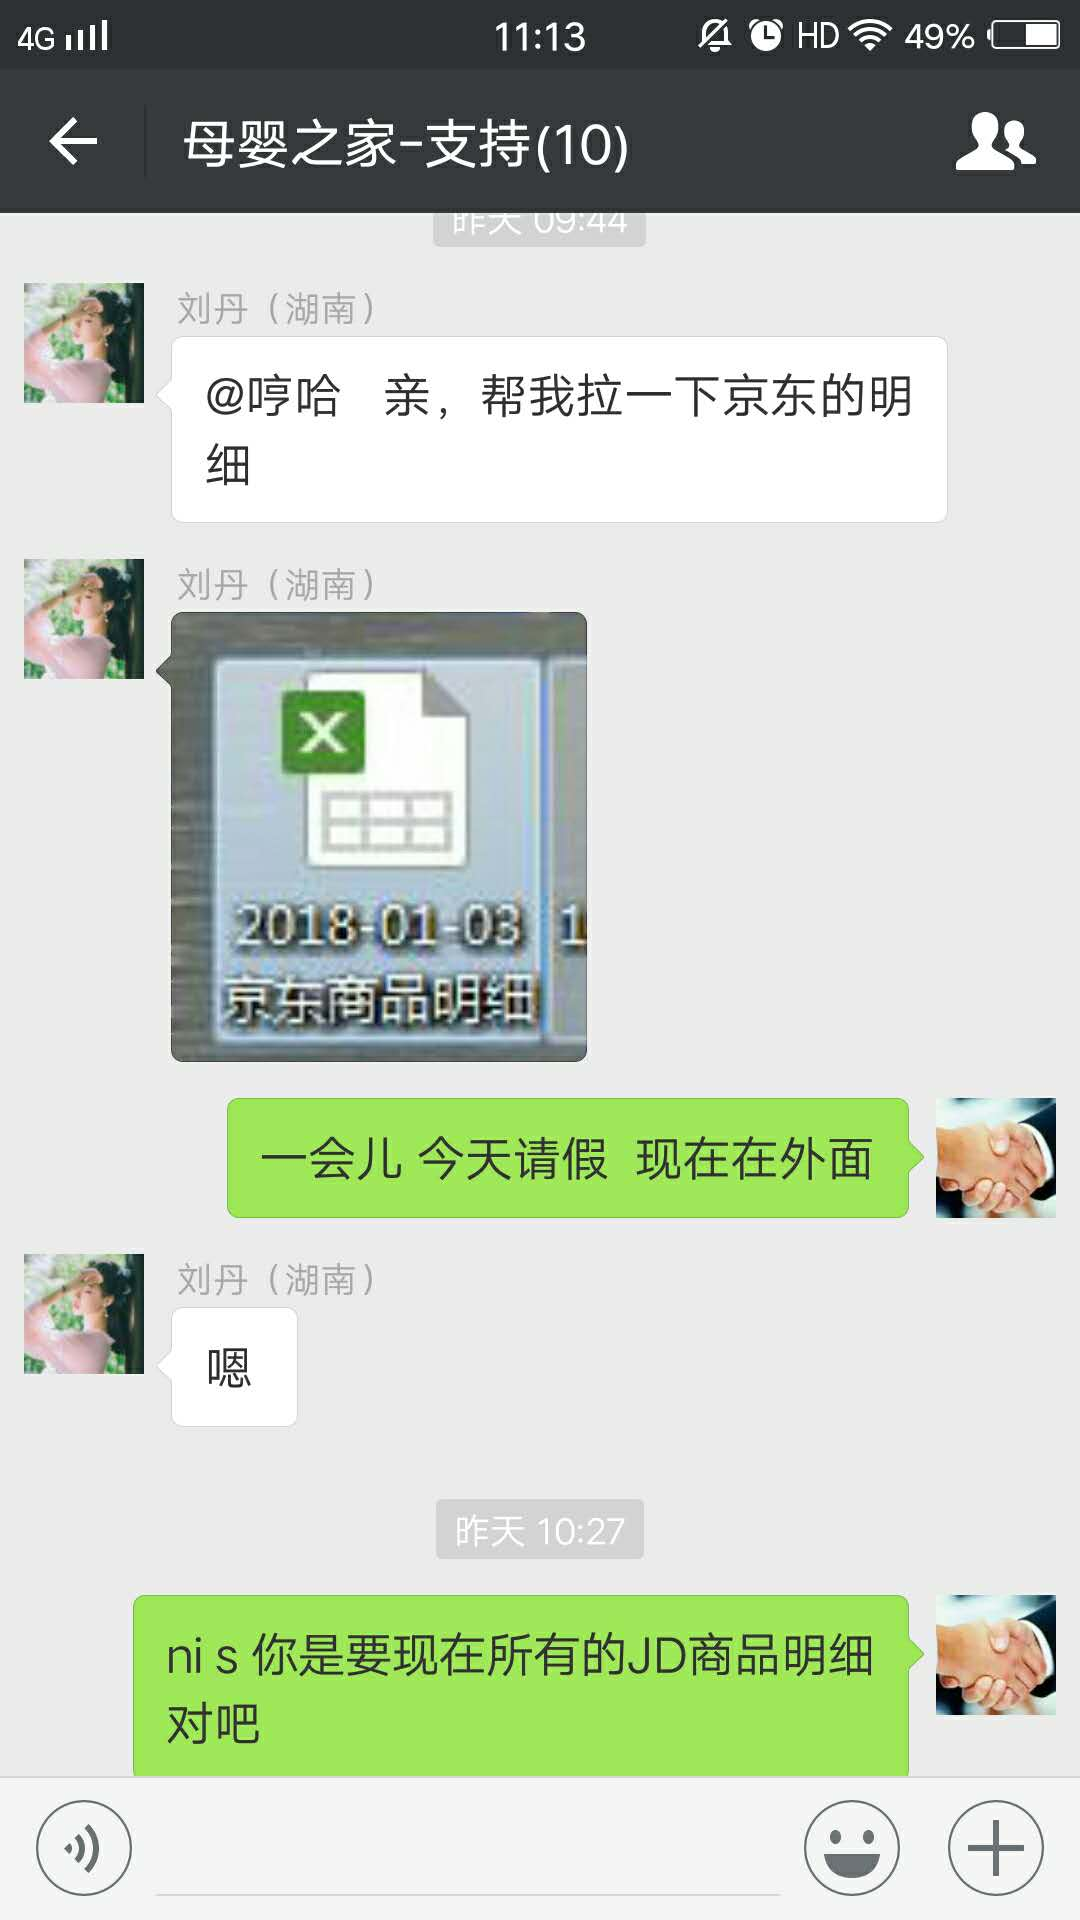 4G 11:13 HD 49%
母婴之家-支持(10)
昨天 09:44
刘丹（湖南）
@哼哈 亲，帮我拉一下京东的明
细
刘丹（湖南）
X
2018-01-03 1
京东商品明细
一会儿 今天请假 现在在外面
刘丹（湖南）
嗯
昨天 10:27
ni s 你是要现在所有的JD商品明细
对吧